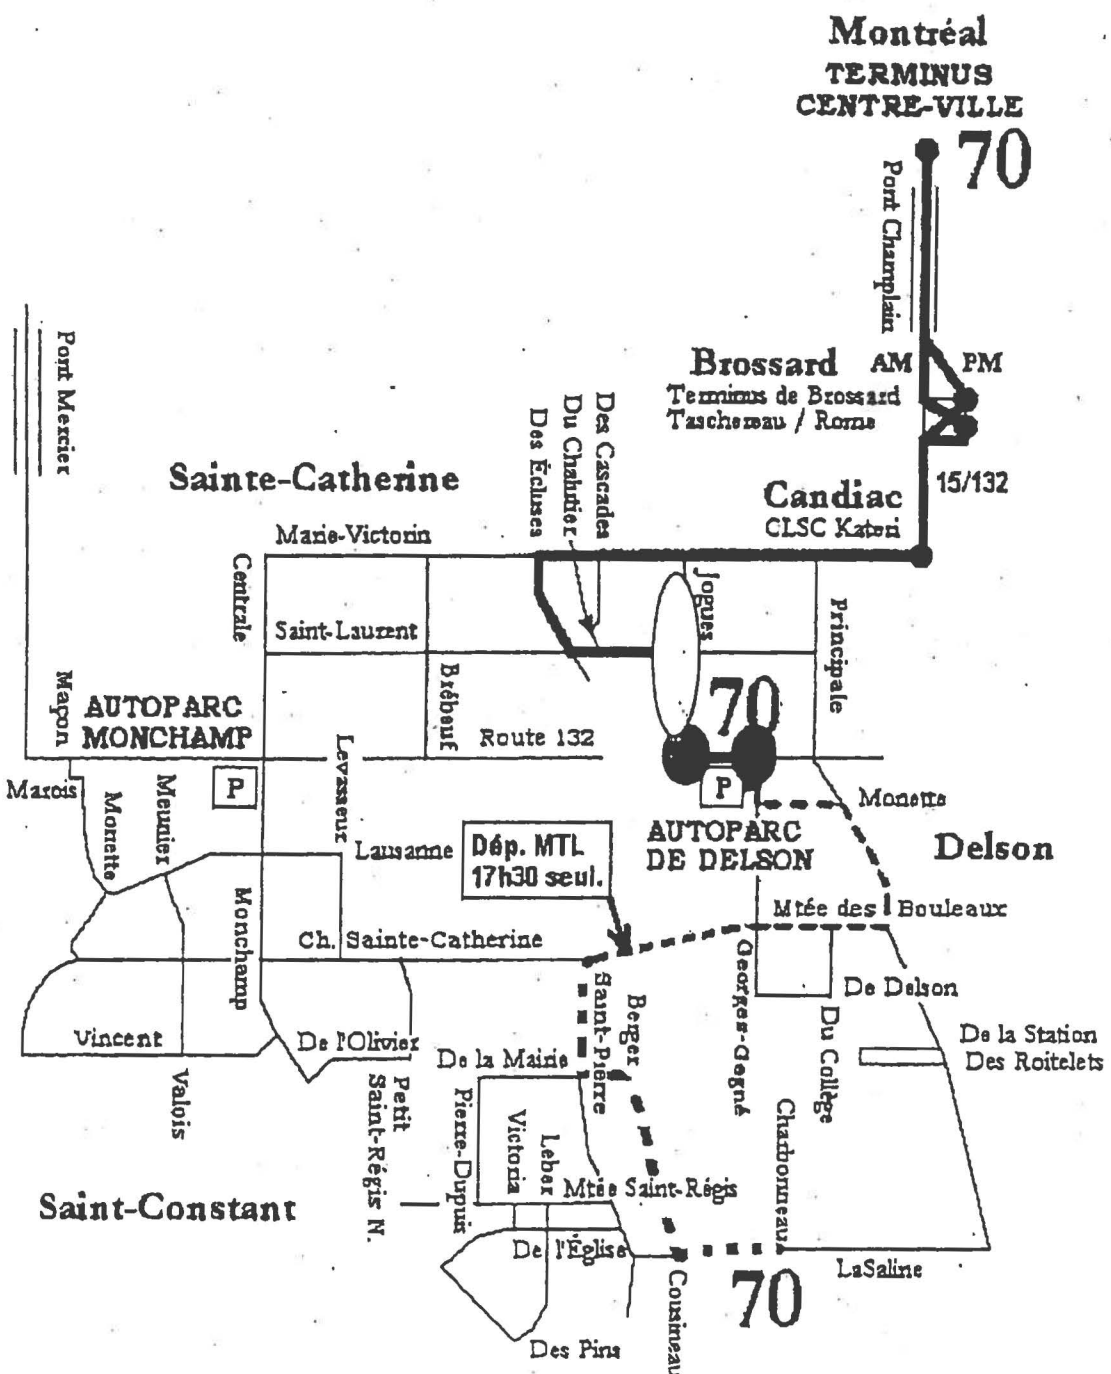 Montréal
TERMINUS
CENTRE-VILLE
70
Pont Champlain
Brossard
AM
PM
Terminus de Brossard
Taschereau / Rome
15/132
Candiac
CLSC Kateri
Pont Mercier
Sainte-Catherine
Des Écluses
Du Chalutier
Des Cascades
Marie-Victorin
Centrale
Saint-Laurent
Brébeuf
Jogues
Principale
Maçon
AUTOPARC
MONCHAMP
Route 132
70
Marois
Monette
Meunier
P
Levasseur
Lausanne
P
Monette
AUTOPARC
DE DELSON
Delson
Dép. MTL
17h30 seul.
Mtée des Bouleaux
Monchamp
Ch. Sainte-Catherine
Saint-Pierre
Berger
Georges-Gagné
De Delson
Du Collège
De la Station
Des Roitelets
Vincent
Valois
De l'Olivier
Petit
Saint-Régis N.
De la Mairie
Pierre-Dupuis
Victoria
Leber
Mtée Saint-Régis
Charbonneau
Saint-Constant
De l'Église
LaSaline
70
Cousineau
Des Pins